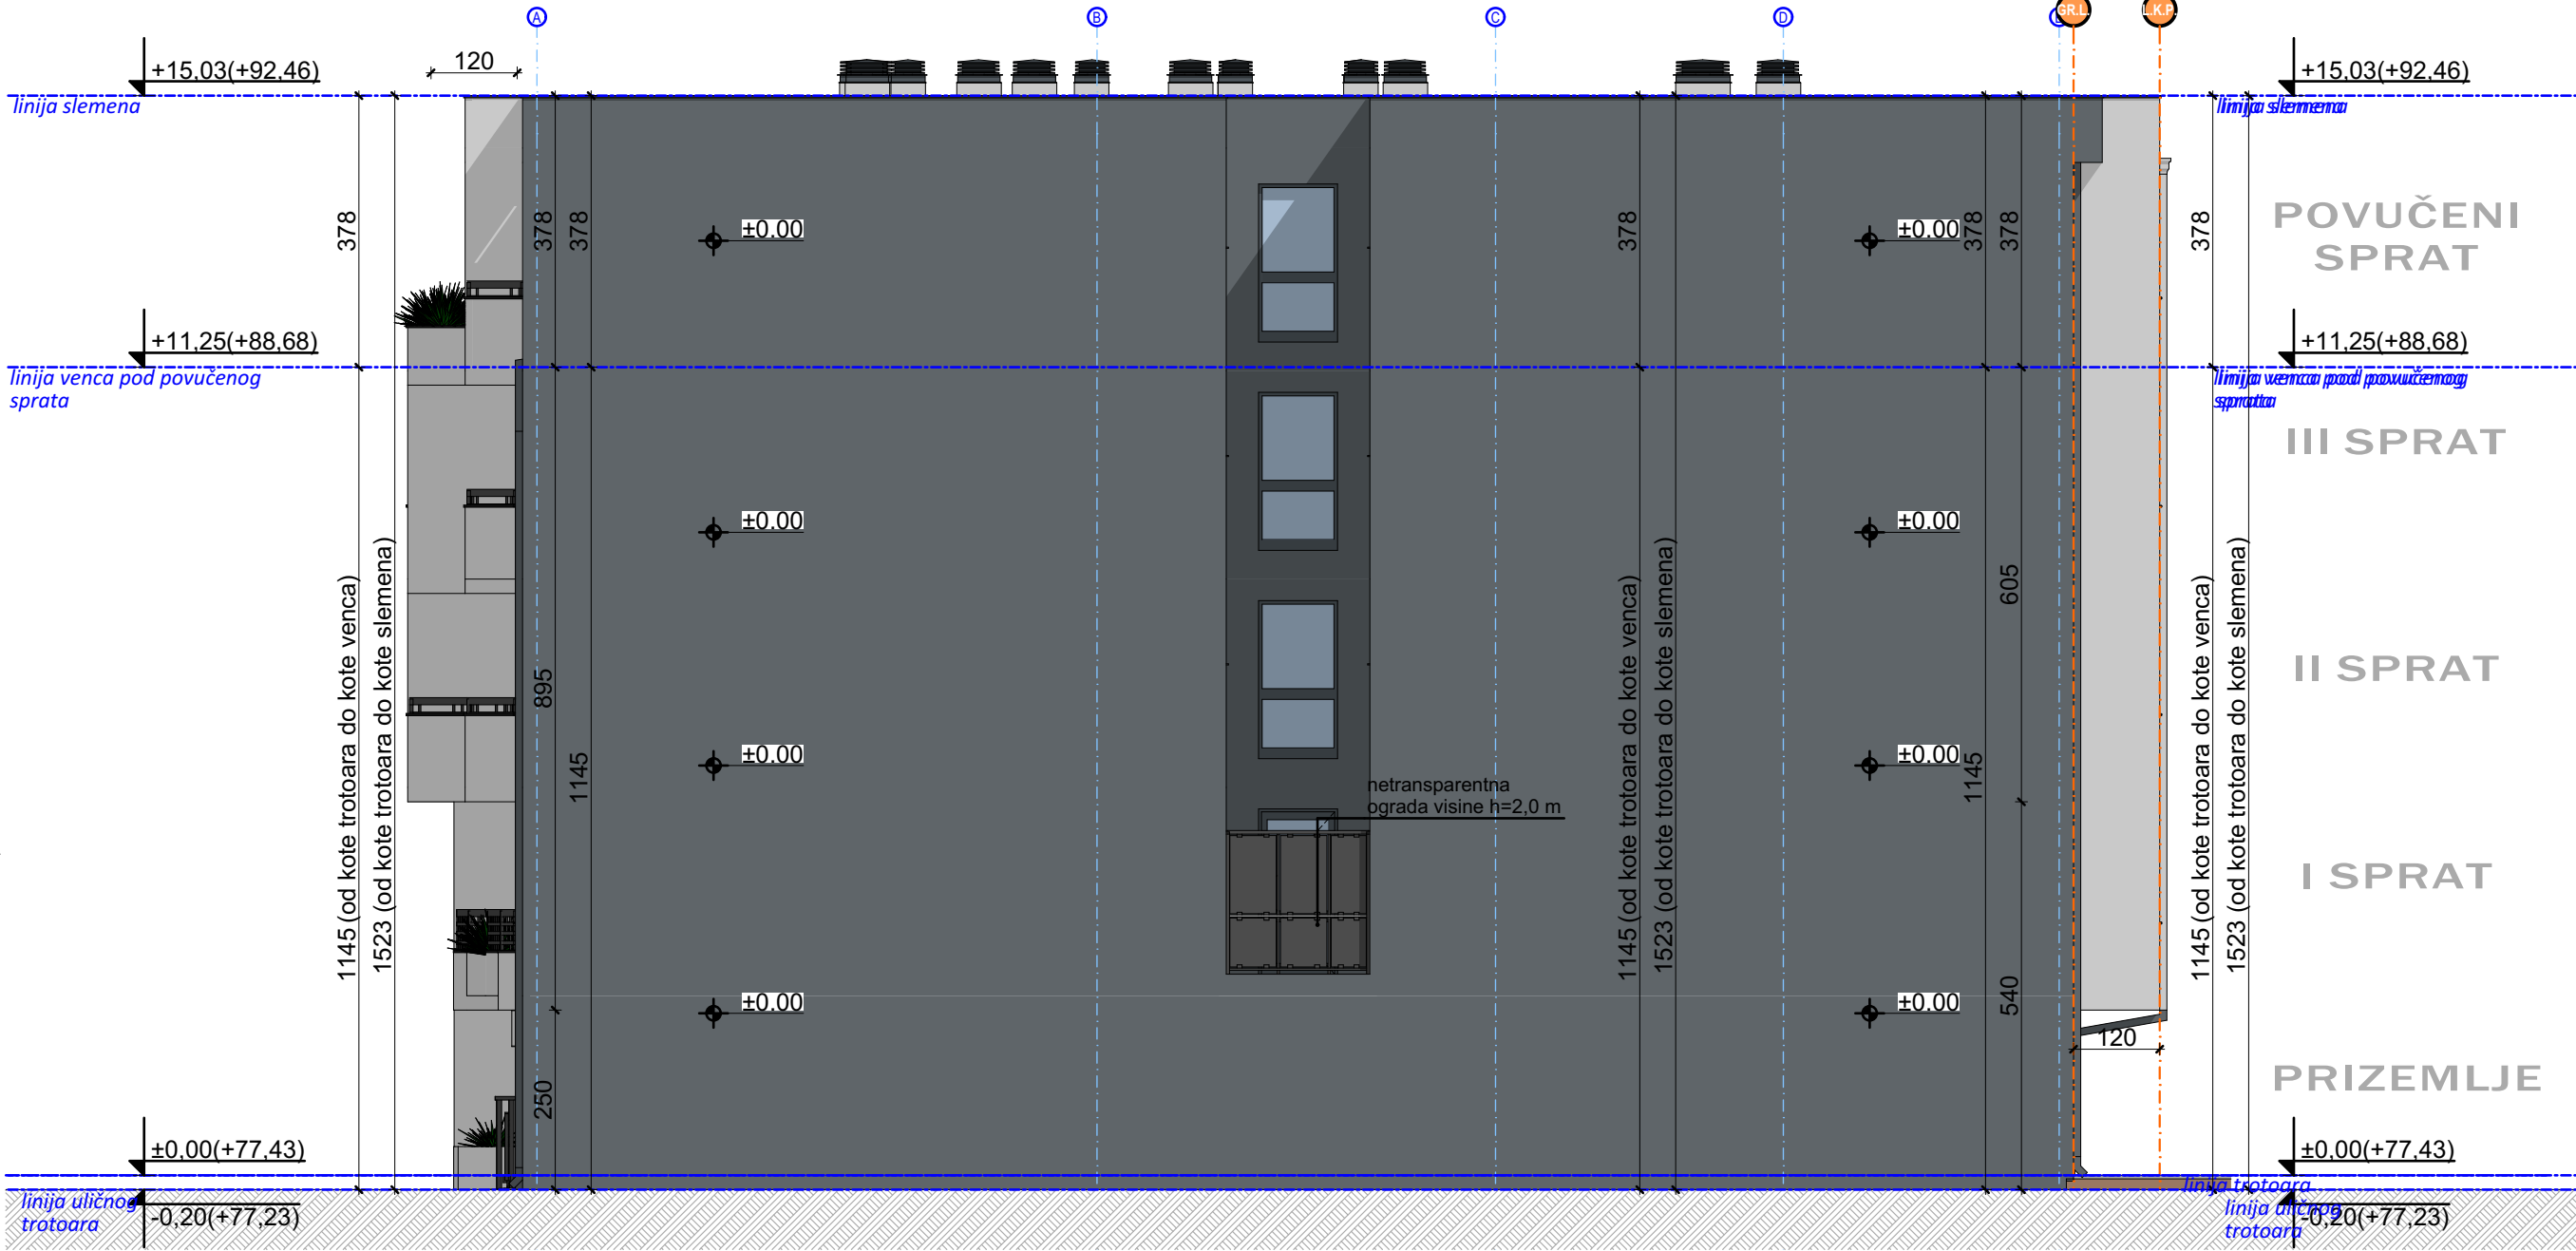 A
B
C
D
GR.L.
L.K.P.
+15,03(+92,46)
120
+15,03(+92,46)
linija slemena
linija slemena
378
378
378
±0.00
378
±0.00
378
378
378
POVUČENI
SPRAT
+11,25(+88,68)
+11,25(+88,68)
linija venca pod povučenog
sprata
linija venca pod povučenog
sprata
III SPRAT
±0.00
±0.00
1145 (od kote trotoara do kote venca)
1523 (od kote trotoara do kote slemena)
895
1145
1145 (od kote trotoara do kote venca)
1523 (od kote trotoara do kote slemena)
1145
605
1145 (od kote trotoara do kote venca)
1523 (od kote trotoara do kote slemena)
II SPRAT
±0.00
±0.00
netransparentna
ograda visine h=2,0 m
I SPRAT
±0.00
±0.00
540
120
250
PRIZEMLJE
±0,00(+77,43)
±0,00(+77,43)
linija trotoara
linija uličnog
trotoara
-0,20(+77,23)
linija uličnog
trotoara
-0,20(+77,23)